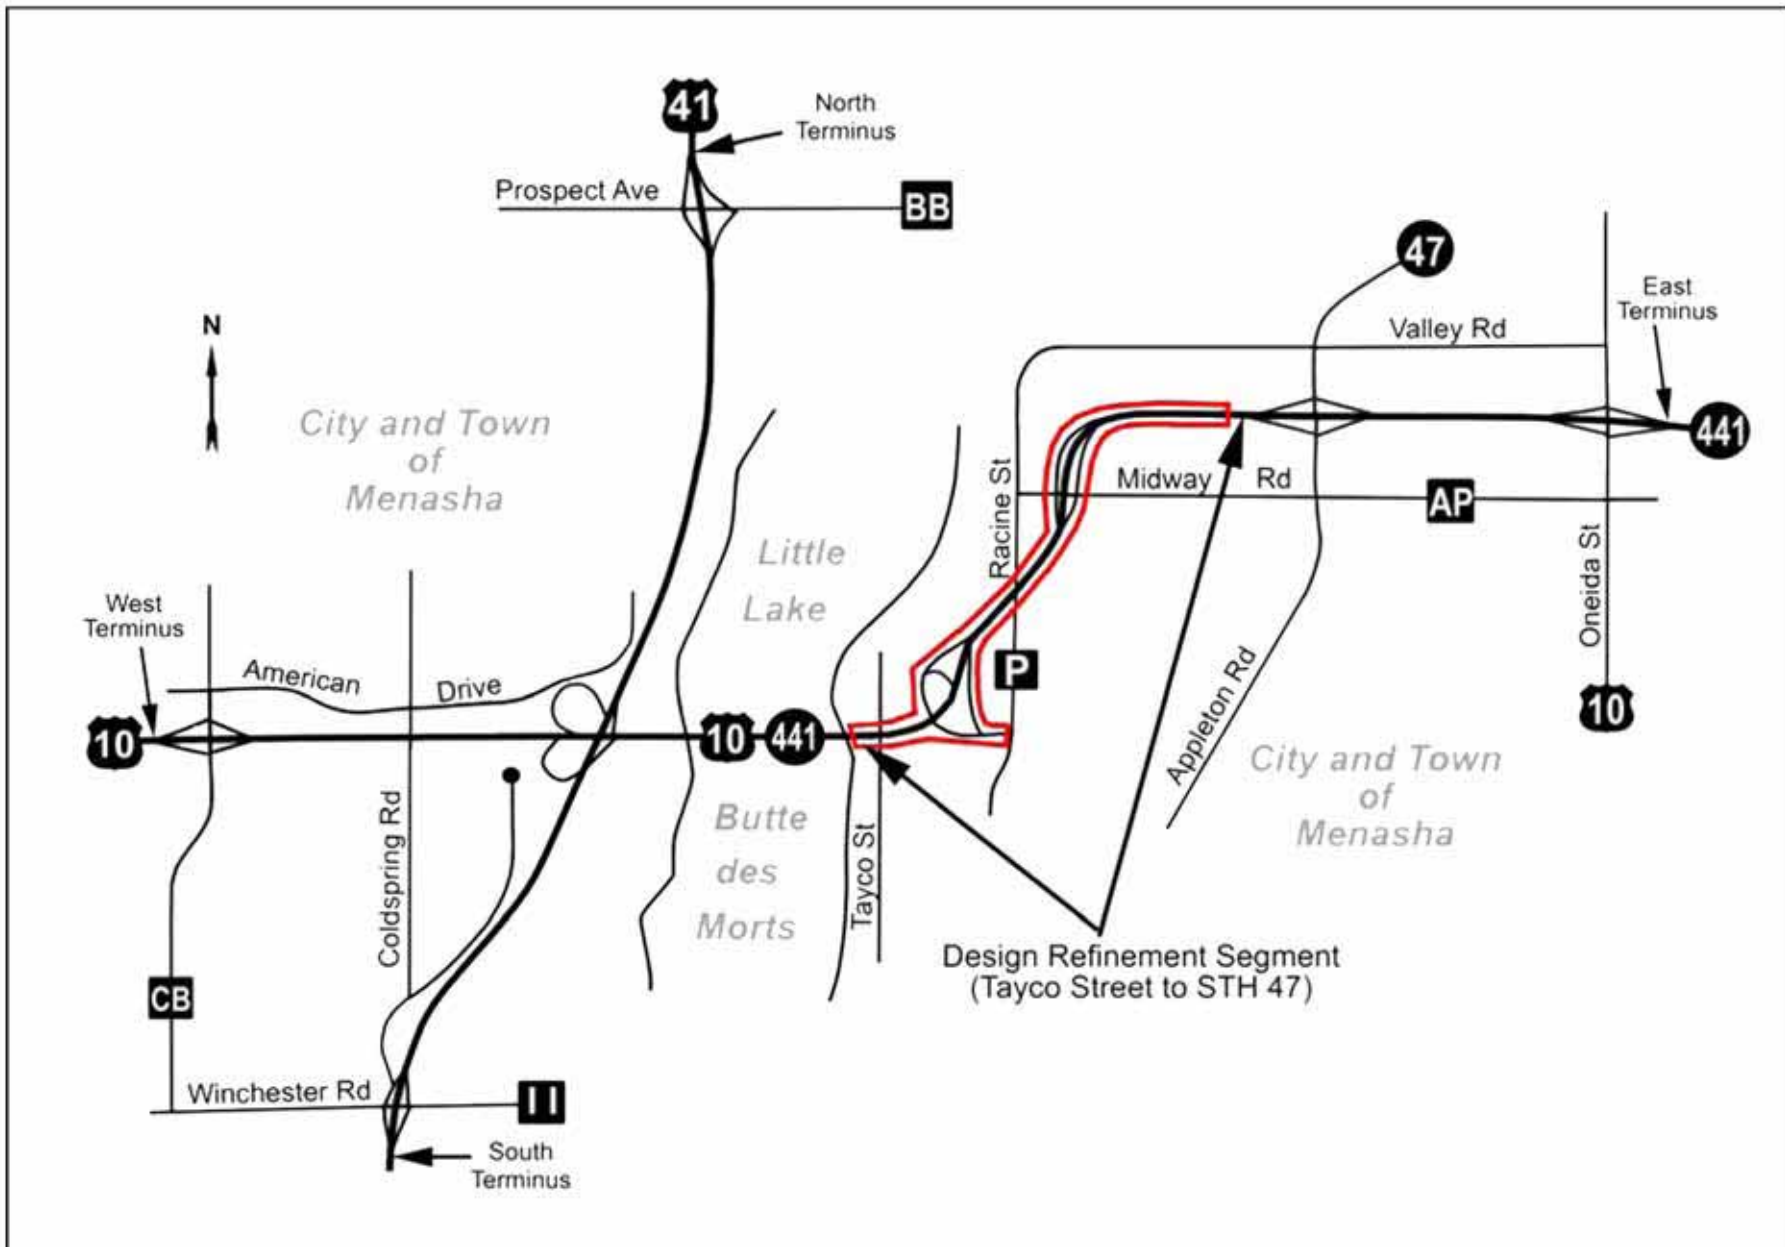 41
North
Terminus
Prospect Ave
BB
47
East
Terminus
N
Valley Rd
441
City and Town
of
Menasha
Racine St
Midway Rd
AP
Little
Lake
Oneida St
West
Terminus
American Drive
P
Appleton Rd
10
10
441
10
City and Town
of
Menasha
Butte
des
Morts
Coldspring Rd
Tayco St
Design Refinement Segment
(Tayco Street to STH 47)
CB
Winchester Rd
II
South
Terminus